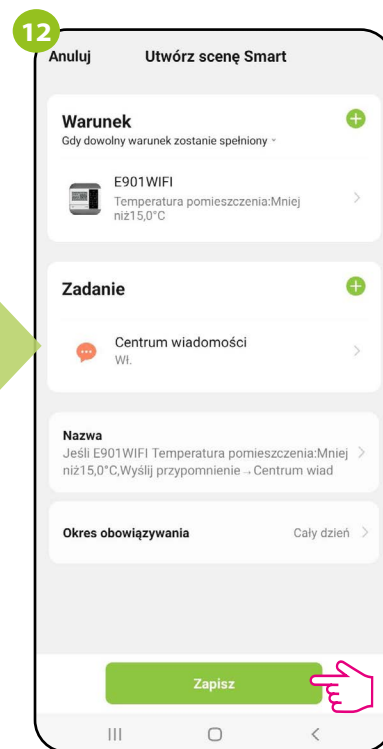 12
Anuluj Utwórz scenę Smart
Warunek
Gdy dowolny warunek zostanie spełniony
E901WIFI
Temperatura pomieszczenia:Mniej
niż15,0°C
Zadanie
Centrum wiadomości
Wł.
Nazwa
Jeśli E901WIFI Temperatura pomieszczenia:Mniej
niż15,0°C,Wyślij przypomnienie→Centrum wiad
Okres obowiązywania Cały dzień
Zapisz